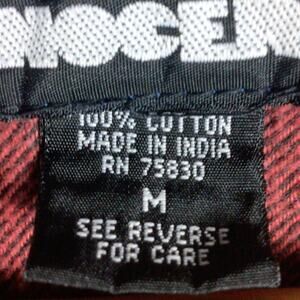 100% COTTON
MADE IN INDIA
RN 75830
M
SEE REVERSE
FOR CARE